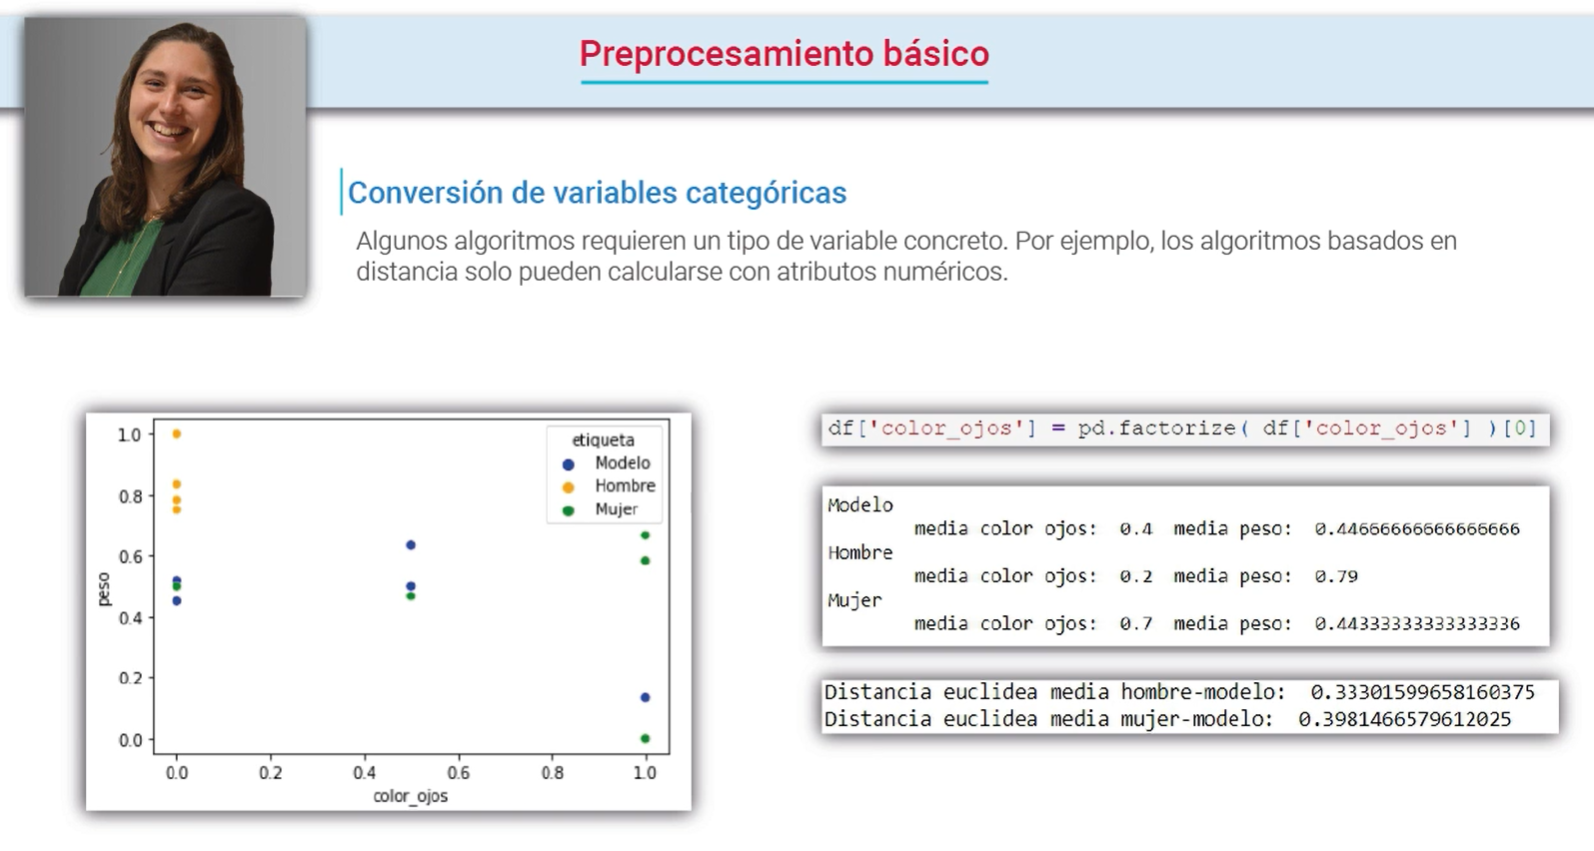 Preprocesamiento básico
Conversión de variables categóricas
Algunos algoritmos requieren un tipo de variable concreto. Por ejemplo, los algoritmos basados en
distancia solo pueden calcularse con atributos numéricos.
1.0
0.8
0.6
0.4
0.2
0.0
peso
etiqueta
Modelo
Hombre
Mujer
0.0 0.2 0.4 0.6 0.8 1.0
color_ojos
df['color_ojos'] = pd.factorize( df['color_ojos'] )[0]
Modelo
media color ojos: 0.4 media peso: 0.44666666666666666
Hombre
media color ojos: 0.2 media peso: 0.79
Mujer
media color ojos: 0.7 media peso: 0.44333333333333336
Distancia euclidea media hombre-modelo: 0.33301599658160375
Distancia euclidea media mujer-modelo: 0.3981466579612025